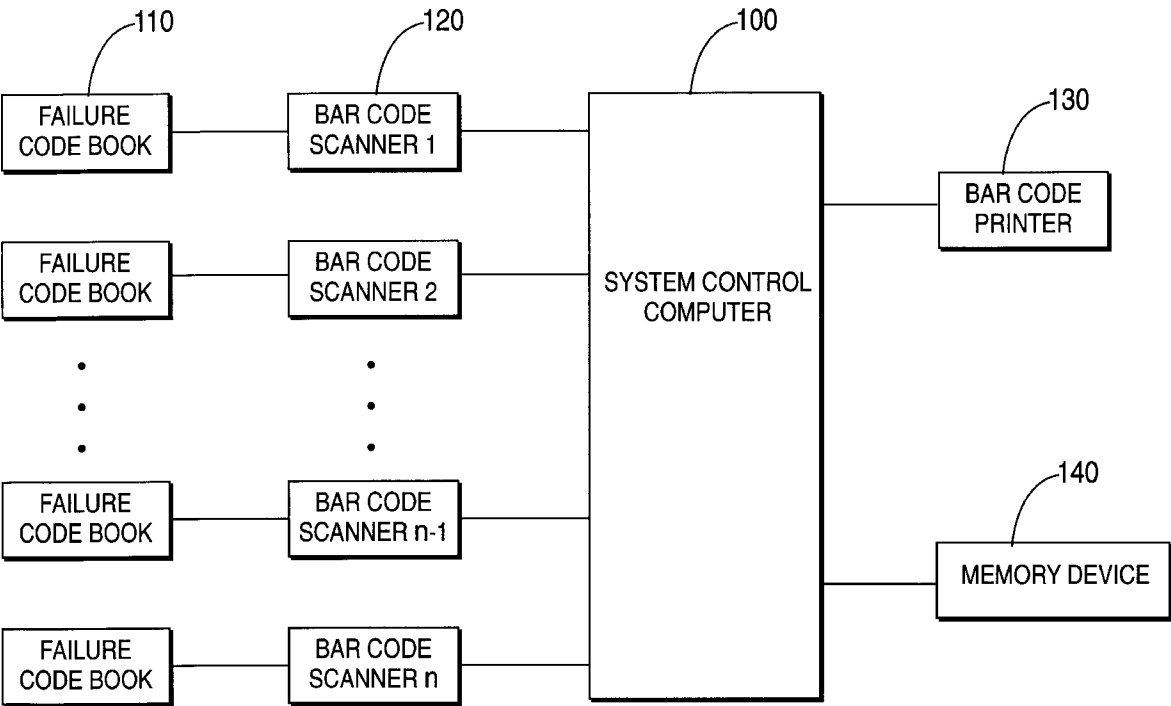 110
120
100
130
140
FAILURE
CODE BOOK
BAR CODE
SCANNER 1
BAR CODE
PRINTER
FAILURE
CODE BOOK
BAR CODE
SCANNER 2
SYSTEM CONTROL
COMPUTER
FAILURE
CODE BOOK
BAR CODE
SCANNER n-1
MEMORY DEVICE
FAILURE
CODE BOOK
BAR CODE
SCANNER n